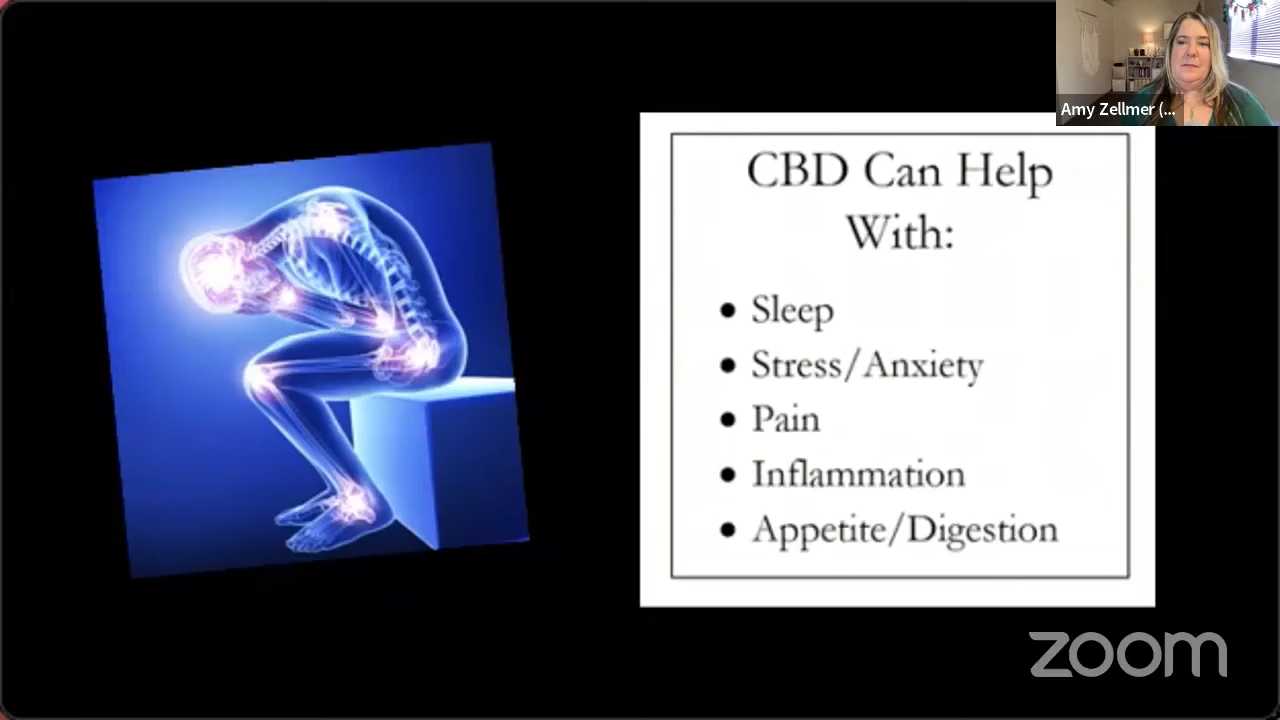 Amy Zellmer (...
CBD Can Help
With:
• Sleep
• Stress/Anxiety
• Pain
• Inflammation
• Appetite/Digestion
zoom